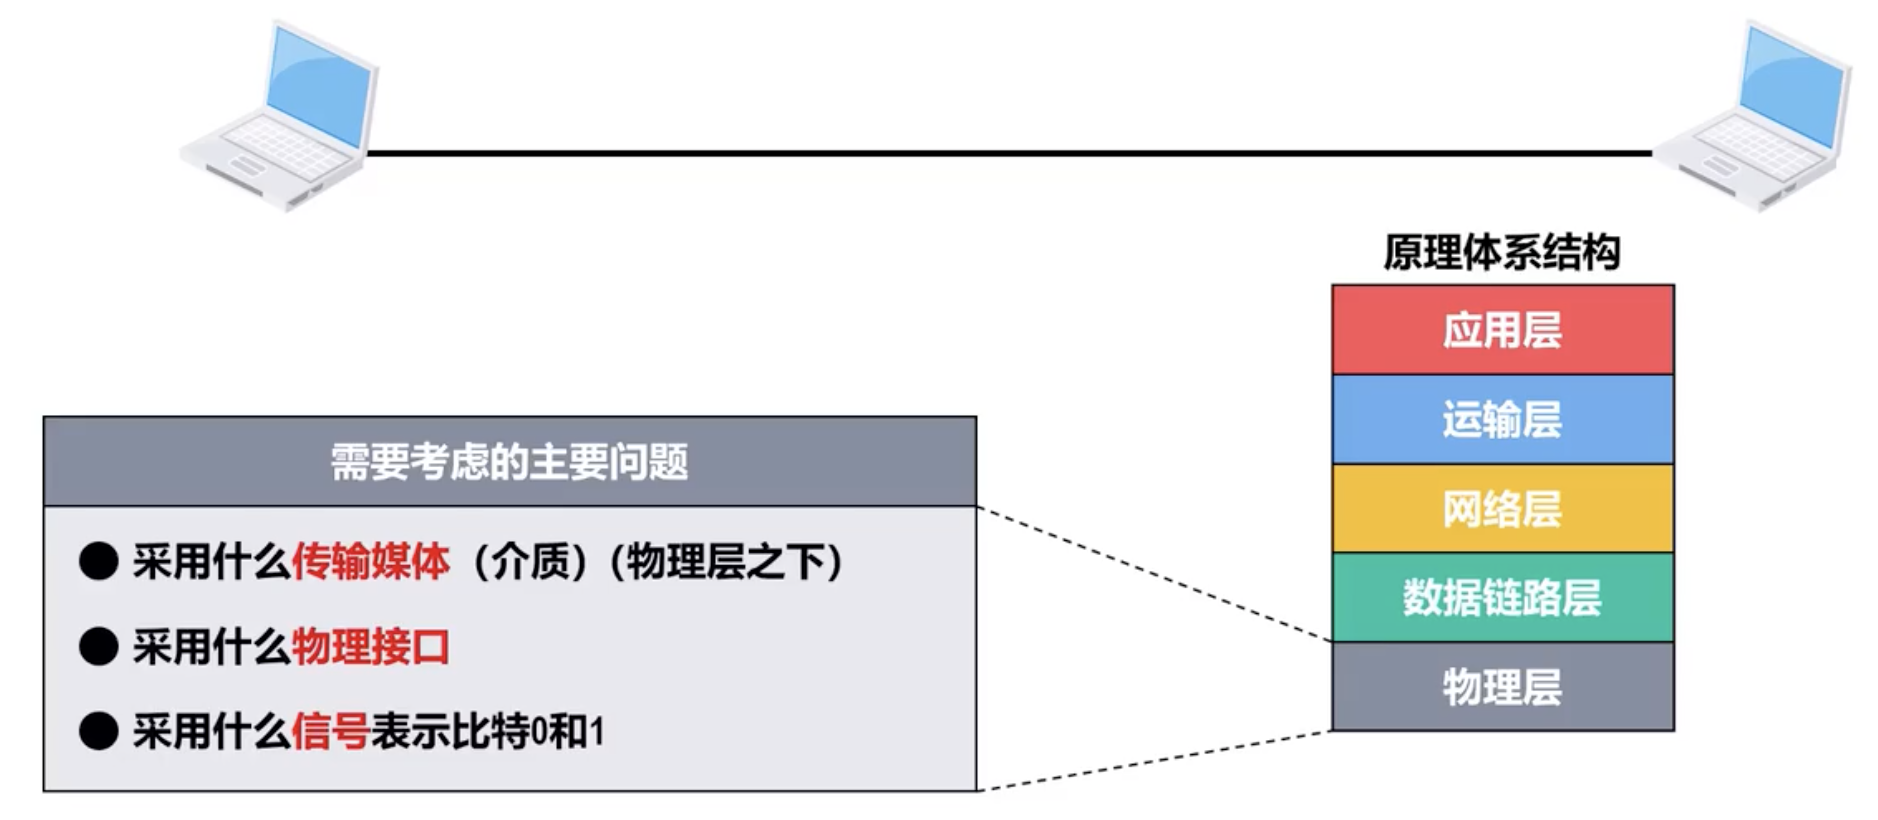 原理体系结构
应用层
运输层
网络层
数据链路层
物理层
需要考虑的主要问题
● 采用什么传输媒体（介质）(物理层之下）
● 采用什么物理接口
● 采用什么信号表示比特0和1